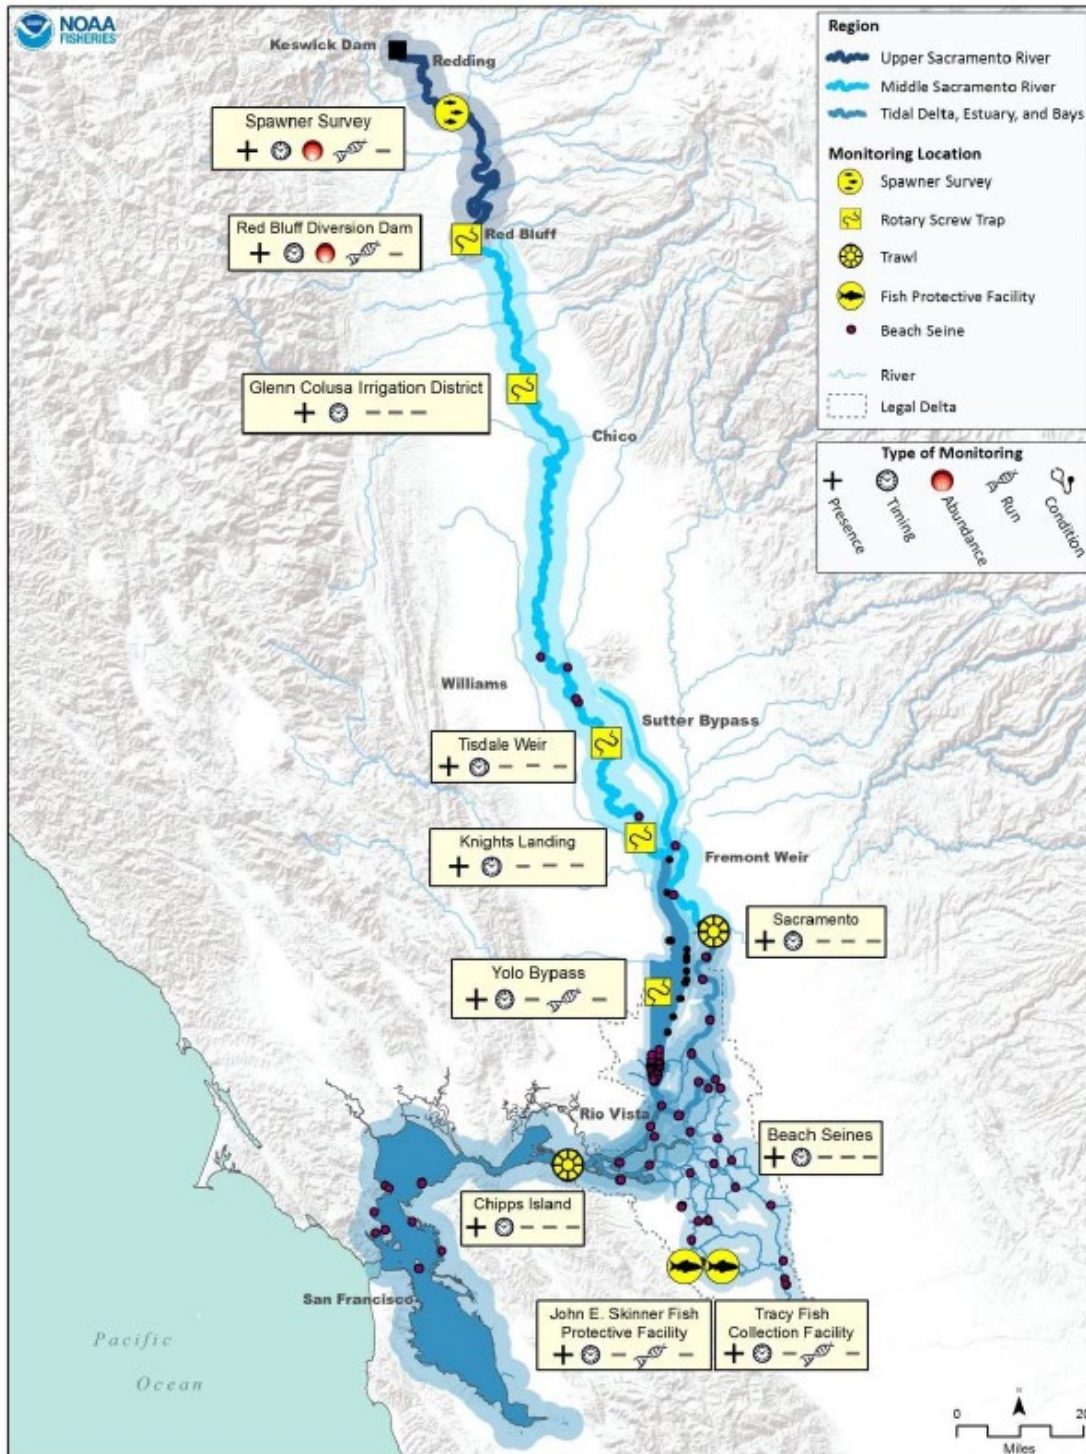 NOAA
FISHERIES
Keswick Dam
Redding
Spawner Survey
Red Bluff Diversion Dam
Red Bluff
Glenn Colusa Irrigation District
Chico
Williams
Sutter Bypass
Tisdale Weir
Knights Landing
Fremont Weir
Sacramento
Yolo Bypass
Rio Vista
Beach Seines
Chipps Island
San Francisco
John E. Skinner Fish
Protective Facility
Tracy Fish
Collection Facility
Pacific
Ocean
Region
Upper Sacramento River
Middle Sacramento River
Tidal Delta, Estuary, and Bays
Monitoring Location
Spawner Survey
Rotary Screw Trap
Trawl
Fish Protective Facility
Beach Seine
River
Legal Delta
Type of Monitoring
Presence
Timing
Abundance
Run
Condition
N
0 20
Miles